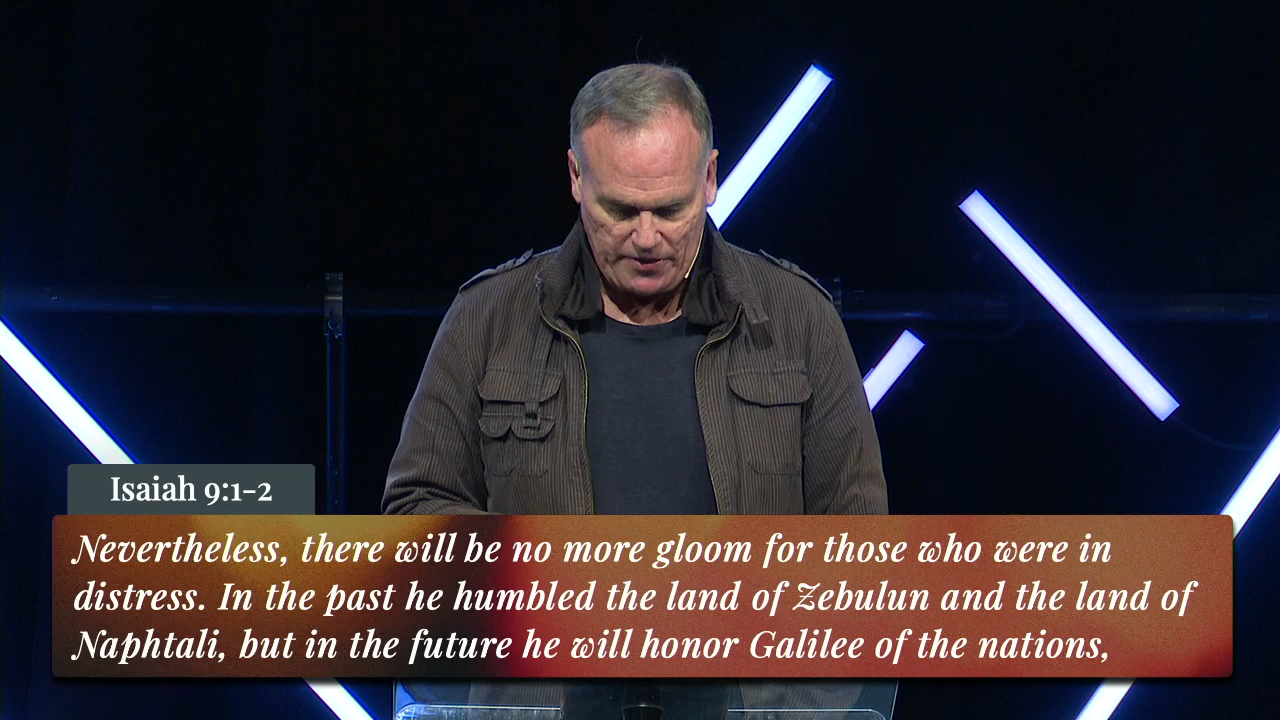 Isaiah 9:1-2
Nevertheless, there will be no more gloom for those who were in
distress. In the past he humbled the land of Zebulun and the land of
Naphtali, but in the future he will honor Galilee of the nations,